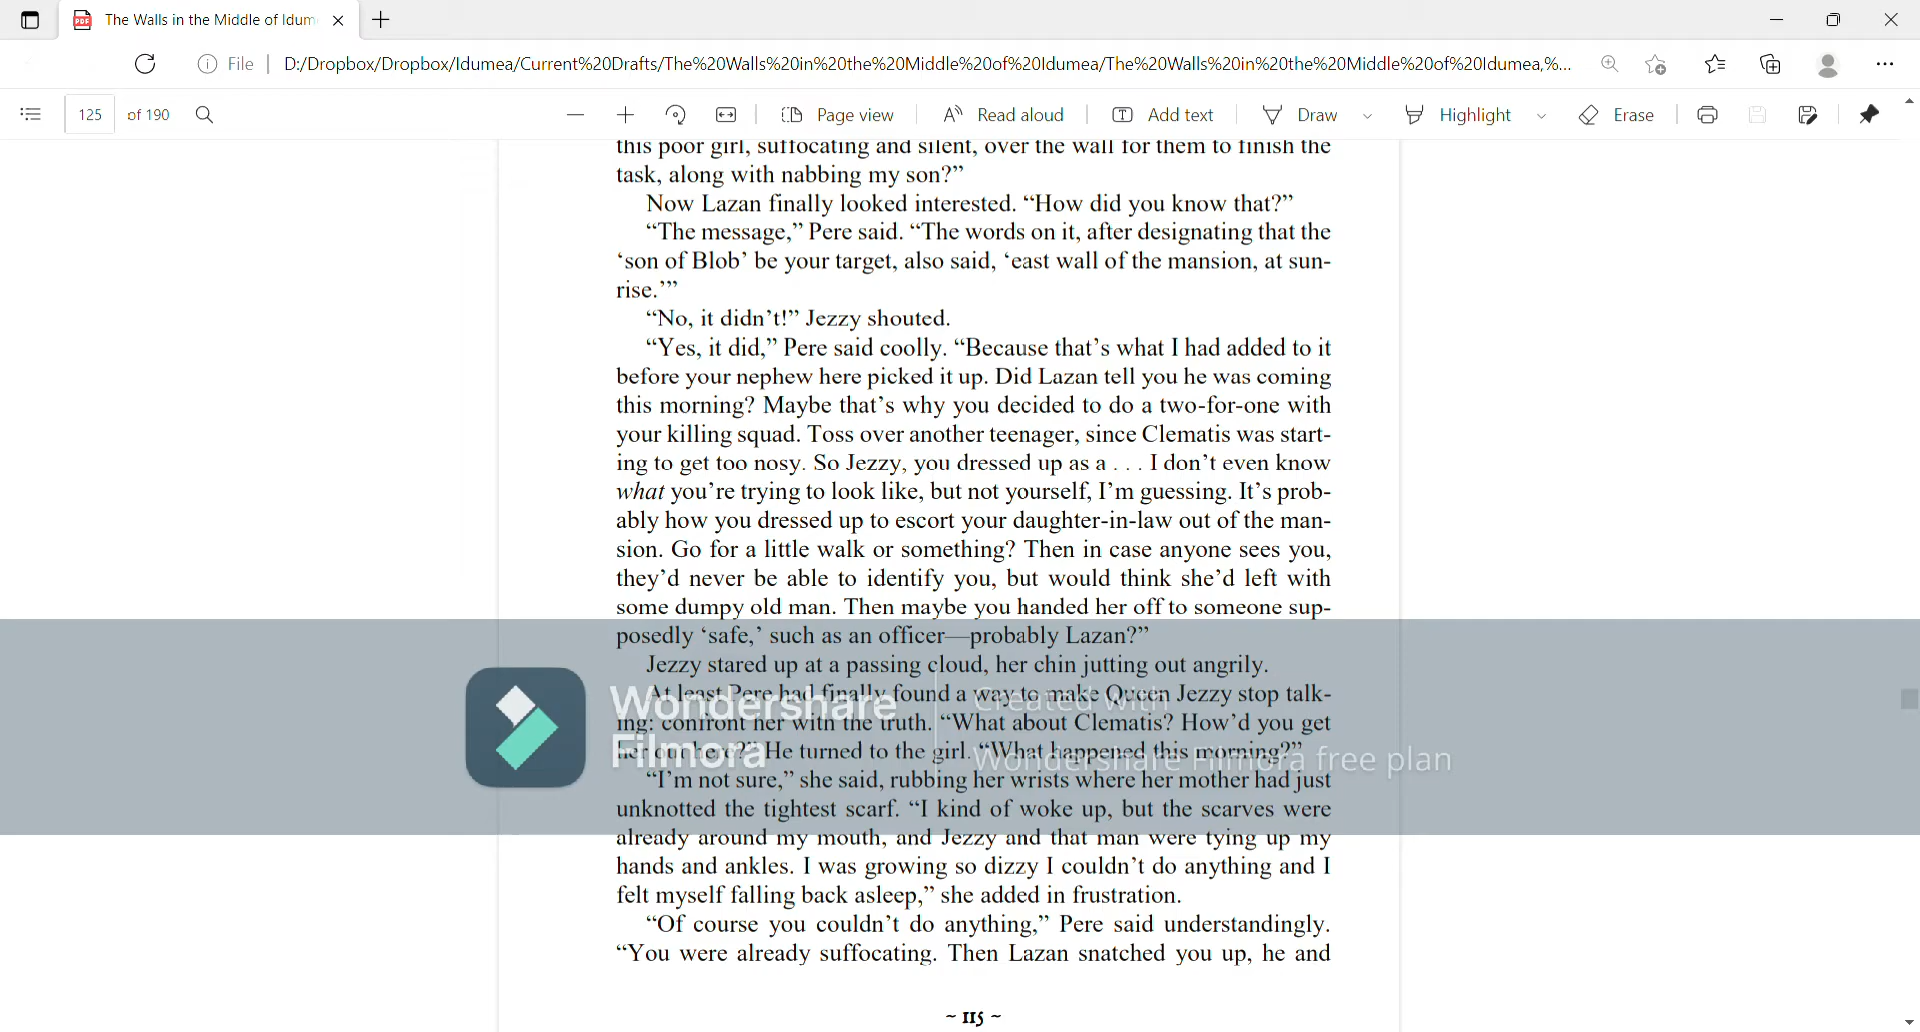 The Walls in the Middle of Idum
File
D:/Dropbox/Dropbox/Idumea/Current%20Drafts/The%20Walls%20in%20the%20Middle%20of%20Idumea/The%20Walls%20in%20the%20Middle%20of%20Idumea,%...
125 of 190
Page view
Read aloud
Add text
Draw
Highlight
Erase
this poor girl, suffocating and silent, over the wall for them to finish the
task, along with nabbing my son?”
Now Lazan finally looked interested. “How did you know that?”
“The message,” Pere said. “The words on it, after designating that the
‘son of Blob’ be your target, also said, ‘east wall of the mansion, at sun-
rise.’”
“No, it didn’t!” Jezzy shouted.
“Yes, it did,” Pere said coolly. “Because that’s what I had added to it
before your nephew here picked it up. Did Lazan tell you he was coming
this morning? Maybe that’s why you decided to do a two-for-one with
your killing squad. Toss over another teenager, since Clematis was start-
ing to get too nosy. So Jezzy, you dressed up as a . . . I don’t even know
what you’re trying to look like, but not yourself, I’m guessing. It’s prob-
ably how you dressed up to escort your daughter-in-law out of the man-
sion. Go for a little walk or something? Then in case anyone sees you,
they’d never be able to identify you, but would think she’d left with
some dumpy old man. Then maybe you handed her off to someone sup-
posedly ‘safe,’ such as an officer—probably Lazan?”
Jezzy stared up at a passing cloud, her chin jutting out angrily.
At least Pere had finally found a way to make Queen Jezzy stop talk-
ing: confront her with the truth. “What about Clematis? How’d you get
her out here?” He turned to the girl. “What happened this morning?”
“I’m not sure,” she said, rubbing her wrists where her mother had just
unknotted the tightest scarf. “I kind of woke up, but the scarves were
already around my mouth, and Jezzy and that man were tying up my
hands and ankles. I was growing so dizzy I couldn’t do anything and I
felt myself falling back asleep,” she added in frustration.
“Of course you couldn’t do anything,” Pere said understandingly.
“You were already suffocating. Then Lazan snatched you up, he and
~ 115 ~
Wondershare
Filmora
Created with
Wondershare Filmora free plan